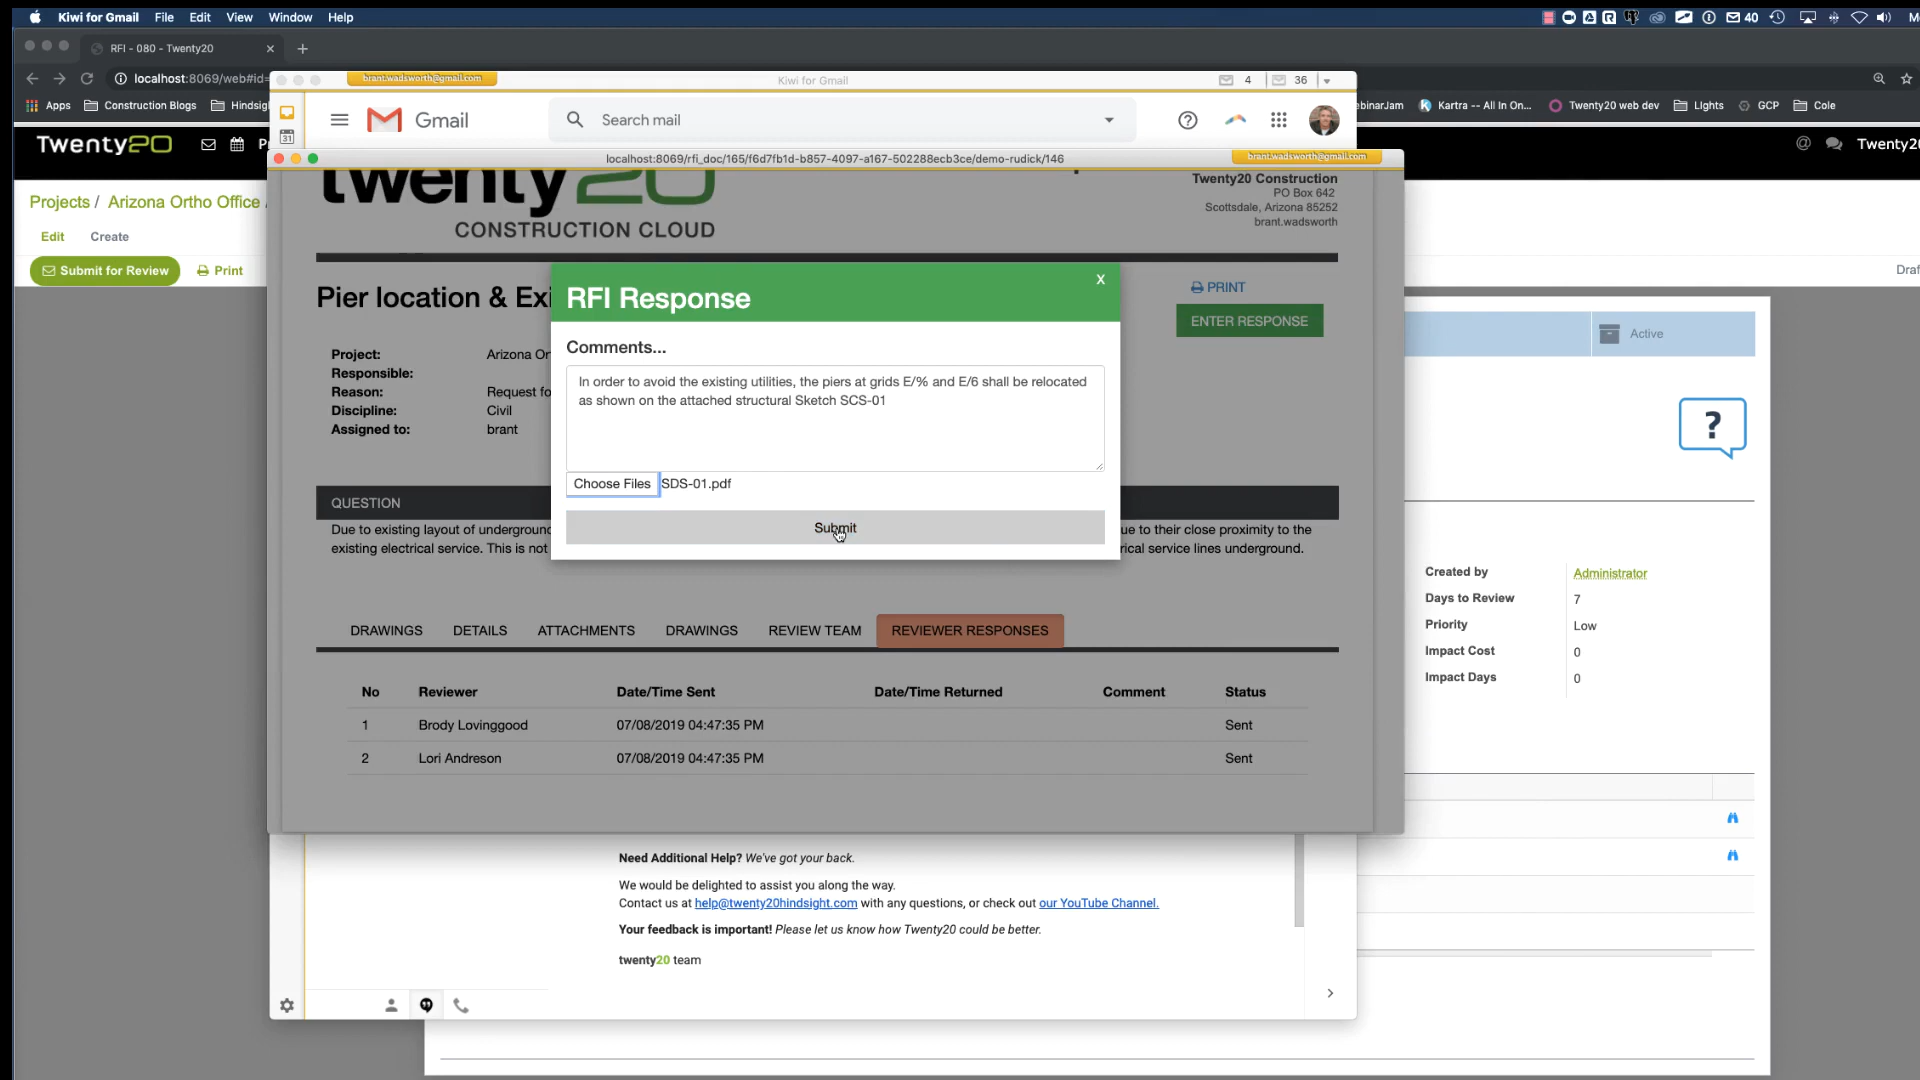 Kiwi for Gmail File Edit View Window Help
40
RFI - 080 - Twenty20
localhost:8069/web#id=
brant.wadsworth@gmail.com
Kiwi for Gmail
4
36
Apps
Construction Blogs
Kartra -- All In On...
Twenty20 web dev
Lights
GCP
Cole
31
Gmail
Search mail
Twenty20
localhost:8069/rfi_doc/165/f6d7fb1d-b857-4097-a167-502288ecb3ce/demo-rudick/146
brant.wadsworth@gmail.com
Projects / Arizona Ortho Office
Edit
Create
Submit for Review
Print
twenty20
CONSTRUCTION CLOUD
Twenty20 Construction
PO Box 642
Scottsdale, Arizona 85252
brant.wadsworth
Pier location & Exi
PRINT
ENTER RESPONSE
Active
RFI Response
X
Comments...
In order to avoid the existing utilities, the piers at grids E/% and E/6 shall be relocated
as shown on the attached structural Sketch SCS-01
Choose Files
SDS-01.pdf
Submit
Project:
Arizona Or
Responsible:
Reason:
Request fo
Discipline:
Civil
Assigned to:
brant
?
QUESTION
Due to existing layout of underground
ue to their close proximity to the
existing electrical service. This is not
rical service lines underground.
DRAWINGS
DETAILS
ATTACHMENTS
DRAWINGS
REVIEW TEAM
REVIEWER RESPONSES
No Reviewer Date/Time Sent Date/Time Returned Comment Status
1 Brody Lovinggood 07/08/2019 04:47:35 PM Sent
2 Lori Andreson 07/08/2019 04:47:35 PM Sent
Created by Administrator
Days to Review 7
Priority Low
Impact Cost 0
Impact Days 0
Need Additional Help? We've got your back.
We would be delighted to assist you along the way.
Contact us at help@twenty20hindsight.com with any questions, or check out our YouTube Channel.
Your feedback is important! Please let us know how Twenty20 could be better.
twenty20 team